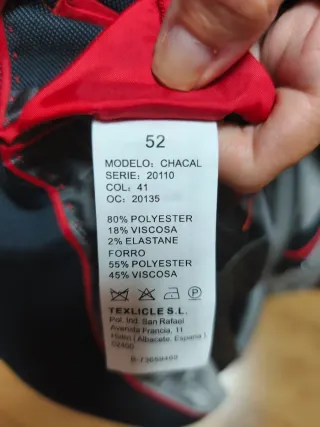 52
MODELO: CHACAL
SERIE: 20110
COL: 41
OC: 20135
80% POLYESTER
18% VISCOSA
2% ELASTANE
FORRO
55% POLYESTER
45% VISCOSA
P
TEXLICLE S.L.
Pol. Ind. San Rafael
Avenida Francia, 11
Hellín (Albacete. España)
02400